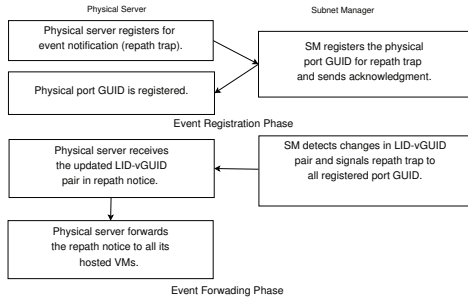 Physical Server
Subnet Manager
Physical server registers for
event notification (repath trap).
SM registers the physical
port GUID for repath trap
and sends acknowledgment.
Physical port GUID is registered.
Event Registration Phase
Physical server receives
the updated LID-vGUID
pair in repath notice.
SM detects changes in LID-vGUID
pair and signals repath trap to
all registered port GUID.
Physical server forwards
the repath notice to all its
hosted VMs.
Event Forwading Phase